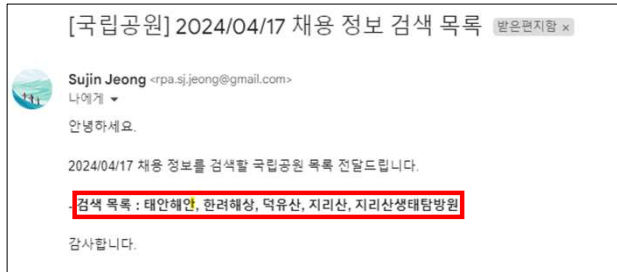 [국립공원] 2024/04/17 채용 정보 검색 목록 받은편지함 ×
Sujin Jeong <rpa.sj.jeong@gmail.com>
나에게
안녕하세요.
2024/04/17 채용 정보를 검색할 국립공원 목록 전달드립니다.
- 검색 목록 : 태안해안, 한려해상, 덕유산, 지리산, 지리산생태탐방원
감사합니다.